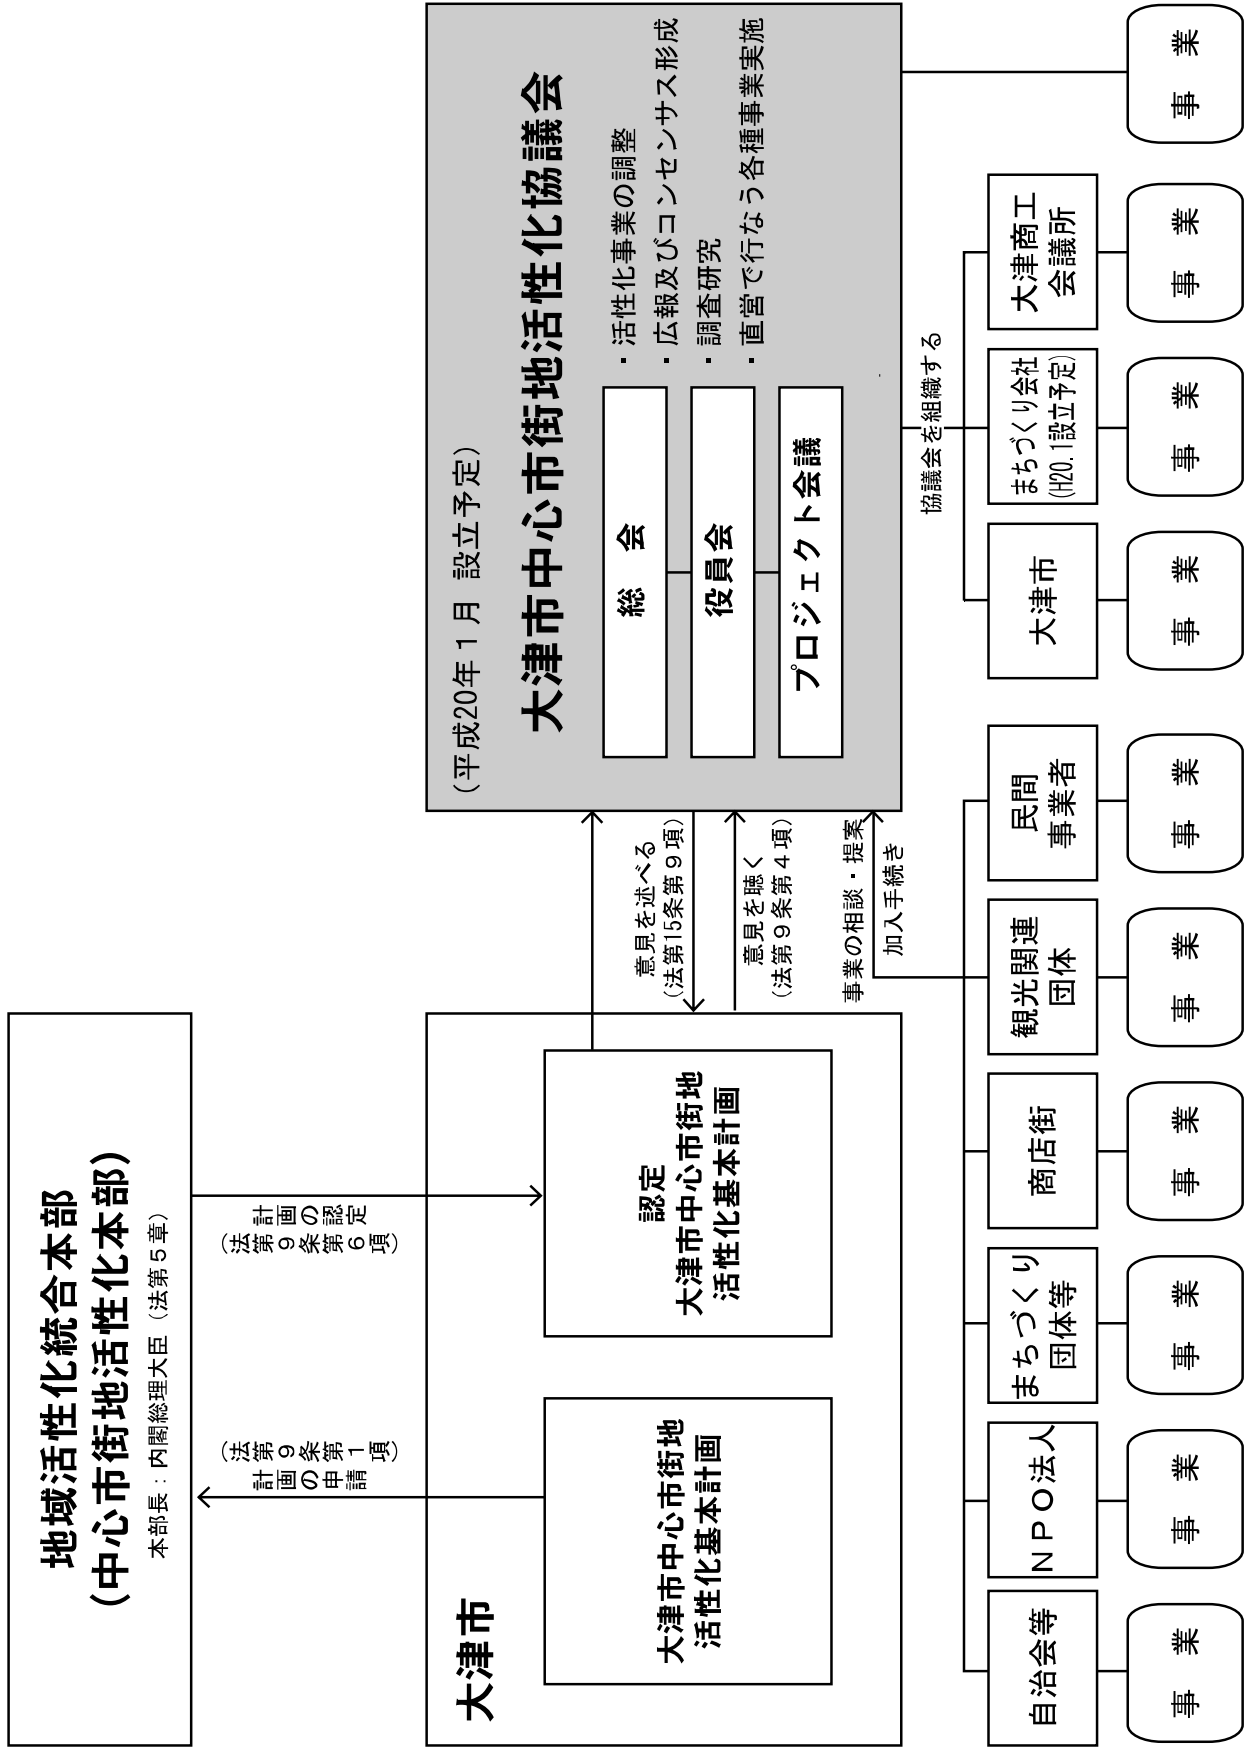 地域活性化統合本部
(中心市街地活性化本部)
本部長：内閣総理大臣（法第５章）
(法第９条第１項)
計画の申請
計画の認定
(法第９条第６項)
大津市
大津市中心市街地
活性化基本計画
認定
大津市中心市街地
活性化基本計画
意見を述べる
(法第15条第９項)
意見を聴く
(法第９条第４項)
事業の相談・提案
加入手続き
(平成20年１月 設立予定)
大津市中心市街地活性化協議会
総　会
役員会
プロジェクト会議
・活性化事業の調整
・広報及びコンセンサス形成
・調査研究
・直営で行なう各種事業実施
協議会を組織する
自治会等
ＮＰＯ法人
まちづくり
団体等
商店街
観光関連
団体
民間
事業者
大津市
まちづくり会社
(H20.1設立予定)
大津商工
会議所
事　業
事　業
事　業
事　業
事　業
事　業
事　業
事　業
事　業
事　業